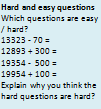 Hard and easy questions
Which questions are easy
/ hard?
13323 - 70 =
12893 + 300 =
19354 - 500 =
19954 + 100 =
Explain why you think the
hard questions are hard?